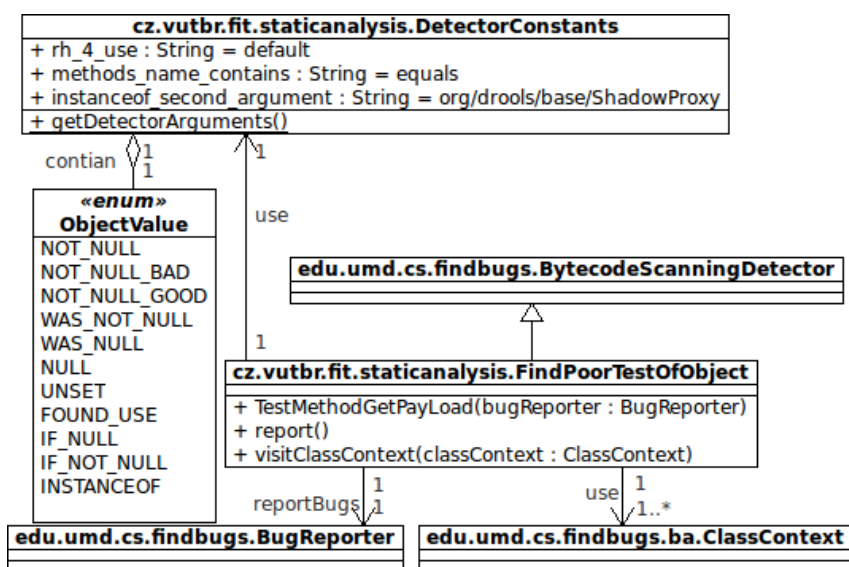 cz.vutbr.fit.staticanalysis.DetectorConstants
+ rh_4_use : String = default
+ methods_name_contains : String = equals
+ instanceof_second_argument : String = org/drools/base/ShadowProxy
+ getDetectorArguments()
contian
1
1
1
«enum»
ObjectValue
NOT_NULL
NOT_NULL_BAD
NOT_NULL_GOOD
WAS_NOT_NULL
WAS_NULL
NULL
UNSET
FOUND_USE
IF_NULL
IF_NOT_NULL
INSTANCEOF
use
edu.umd.cs.findbugs.BytecodeScanningDetector
1
cz.vutbr.fit.staticanalysis.FindPoorTestOfObject
+ TestMethodGetPayLoad(bugReporter : BugReporter)
+ report()
+ visitClassContext(classContext : ClassContext)
1
reportBugs
1
1
use
1..*
edu.umd.cs.findbugs.BugReporter
edu.umd.cs.findbugs.ba.ClassContext